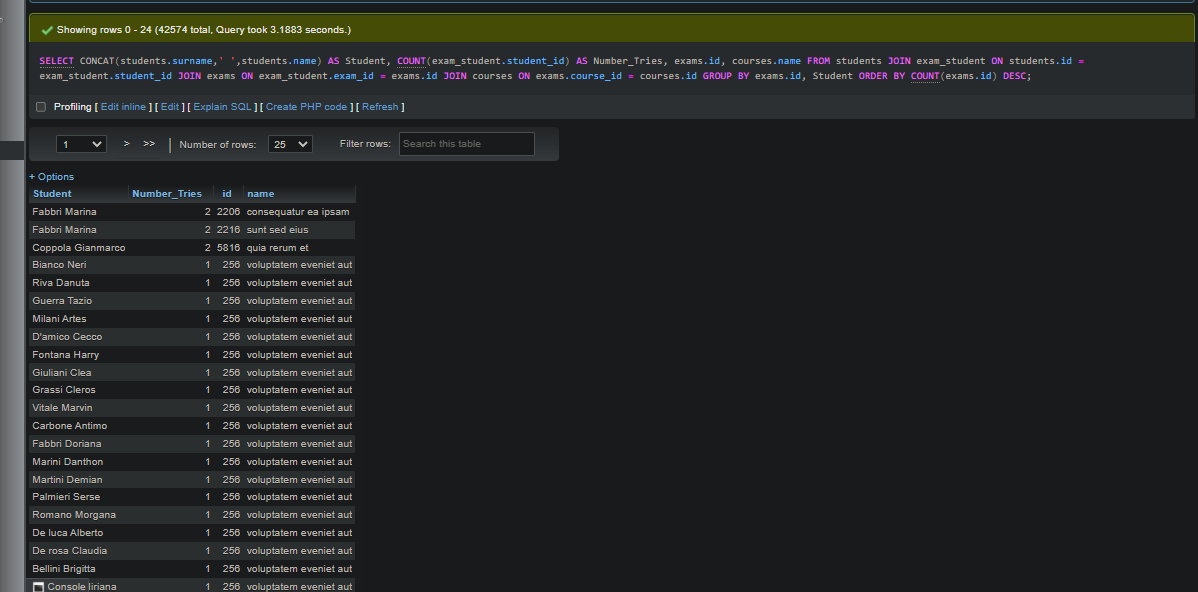 Showing rows 0 - 24 (42574 total, Query took 3.1883 seconds.)
SELECT CONCAT(students.surname,' ',students.name) AS Student, COUNT(exam_student.student_id) AS Number_Tries, exams.id, courses.name FROM students JOIN exam_student ON students.id =
exam_student.student_id JOIN exams ON exam_student.exam_id = exams.id JOIN courses ON exams.course_id = courses.id GROUP BY exams.id, Student ORDER BY COUNT(exams.id) DESC;
Profiling [ Edit inline ] [ Edit ] [ Explain SQL ] [ Create PHP code ] [ Refresh ]
1 > >> | Number of rows: 25 Filter rows: Search this table
+ Options
Student Number_Tries id name
Fabbri Marina 2 2206 consequatur ea ipsam
Fabbri Marina 2 2216 sunt sed eius
Coppola Gianmarco 2 5816 quia rerum et
Bianco Neri 1 256 voluptatem eveniet aut
Riva Danuta 1 256 voluptatem eveniet aut
Guerra Tazio 1 256 voluptatem eveniet aut
Milani Artes 1 256 voluptatem eveniet aut
D'amico Cecco 1 256 voluptatem eveniet aut
Fontana Harry 1 256 voluptatem eveniet aut
Giuliani Clea 1 256 voluptatem eveniet aut
Grassi Cleros 1 256 voluptatem eveniet aut
Vitale Marvin 1 256 voluptatem eveniet aut
Carbone Antimo 1 256 voluptatem eveniet aut
Fabbri Doriana 1 256 voluptatem eveniet aut
Marini Danthon 1 256 voluptatem eveniet aut
Martini Demian 1 256 voluptatem eveniet aut
Palmieri Serse 1 256 voluptatem eveniet aut
Romano Morgana 1 256 voluptatem eveniet aut
De luca Alberto 1 256 voluptatem eveniet aut
De rosa Claudia 1 256 voluptatem eveniet aut
Bellini Brigitta 1 256 voluptatem eveniet aut
Console 1 256 voluptatem eveniet aut